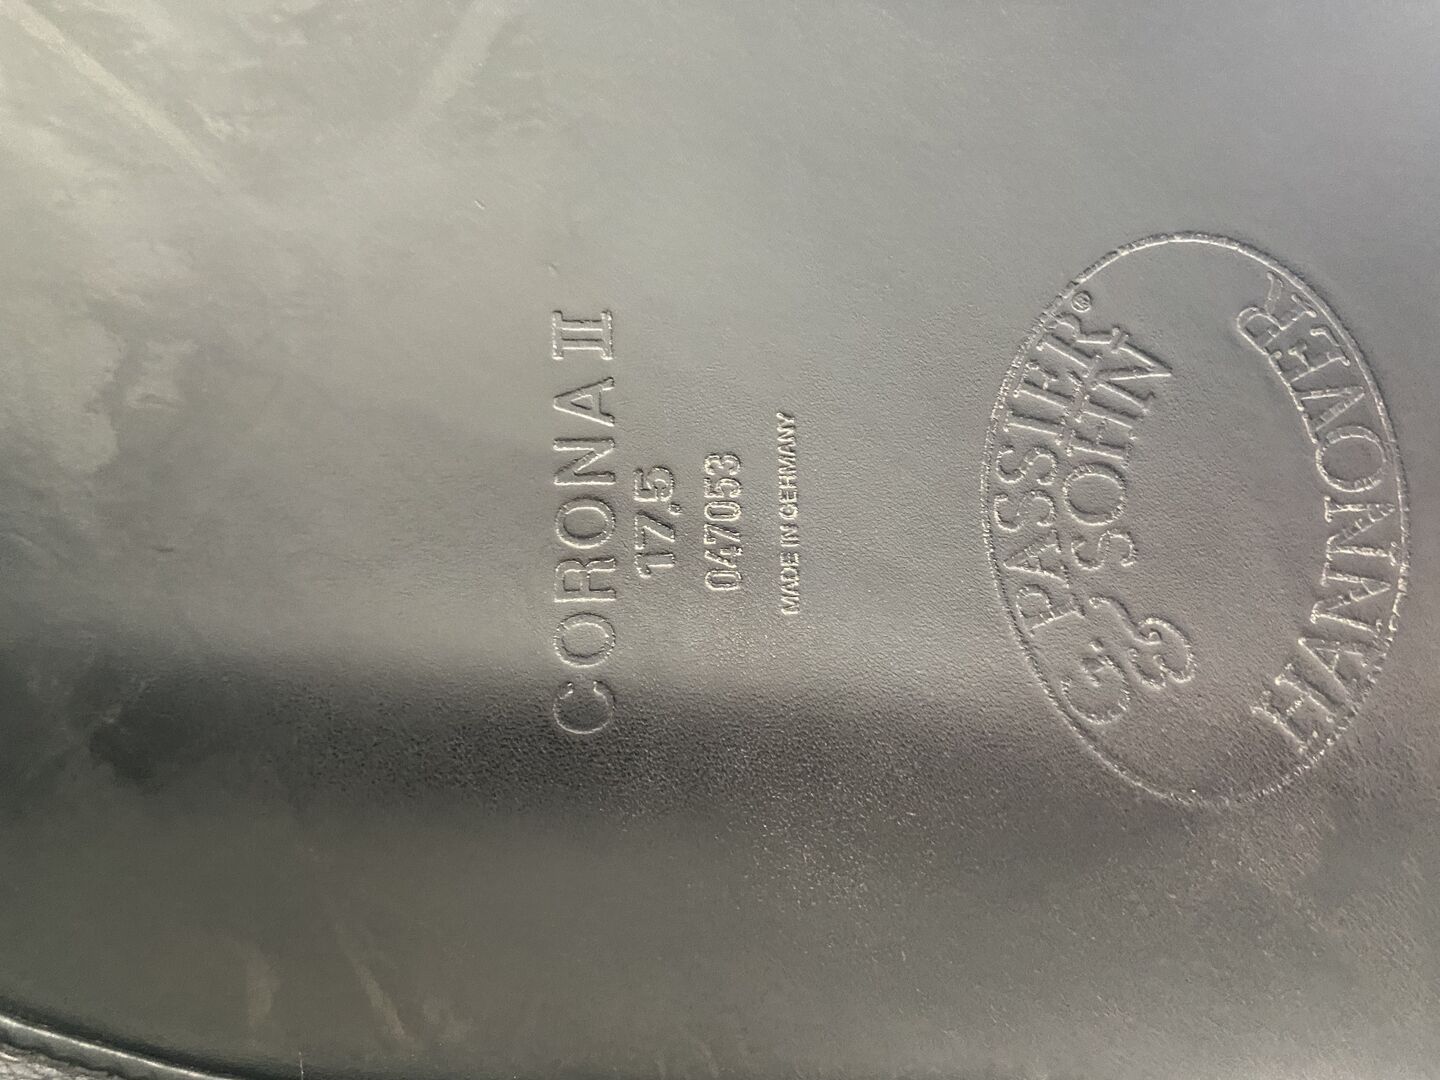 CORONA II
17,5
047053
MADE IN GERMANY
G. PASSIER®
& SOHN
HANNOVER